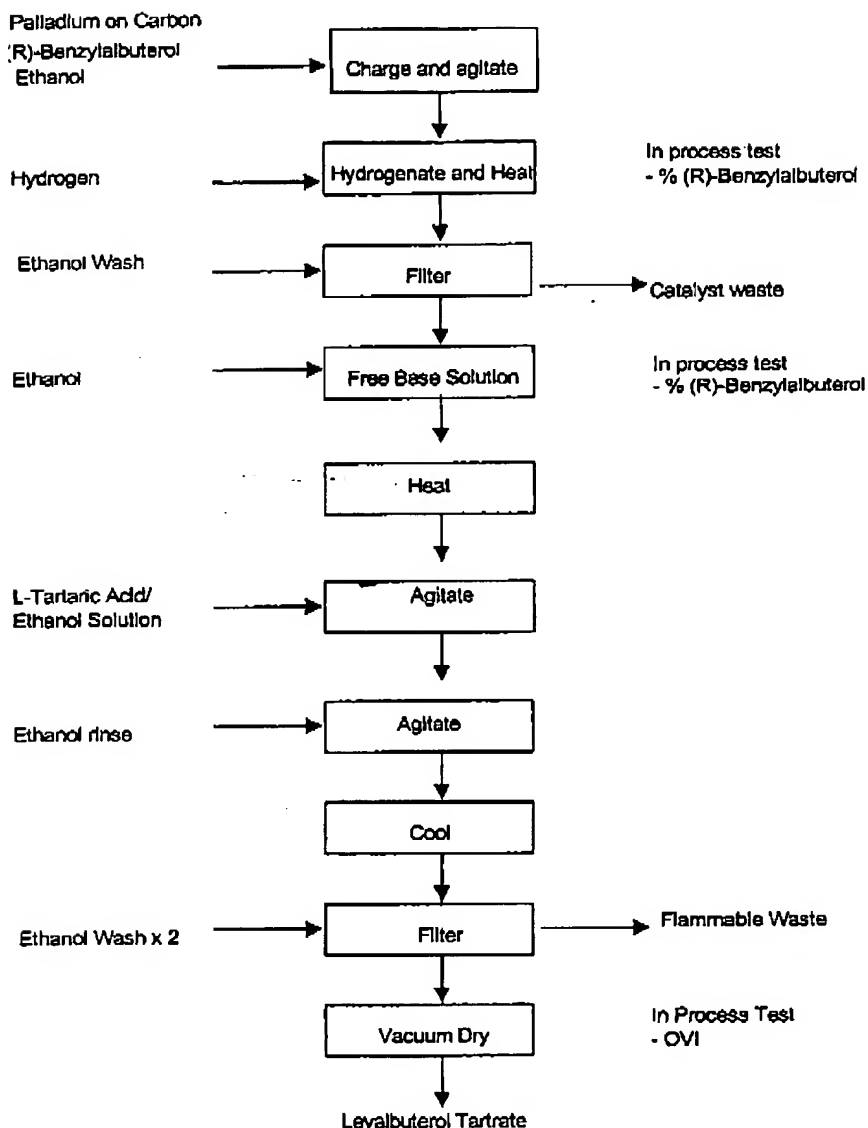 Palladium on Carbon
(R)-Benzylalbuterol
Ethanol
Charge and agitate
Hydrogen
Hydrogenate and Heat
In process test
- % (R)-Benzylalbuterol
Ethanol Wash
Filter
Catalyst waste
Ethanol
Free Base Solution
In process test
- % (R)-Benzylalbuterol
Heat
L-Tartaric Acid/
Ethanol Solution
Agitate
Ethanol rinse
Agitate
Cool
Ethanol Wash x 2
Filter
Flammable Waste
Vacuum Dry
In Process Test
- OVI
Levalbuterol Tartrate